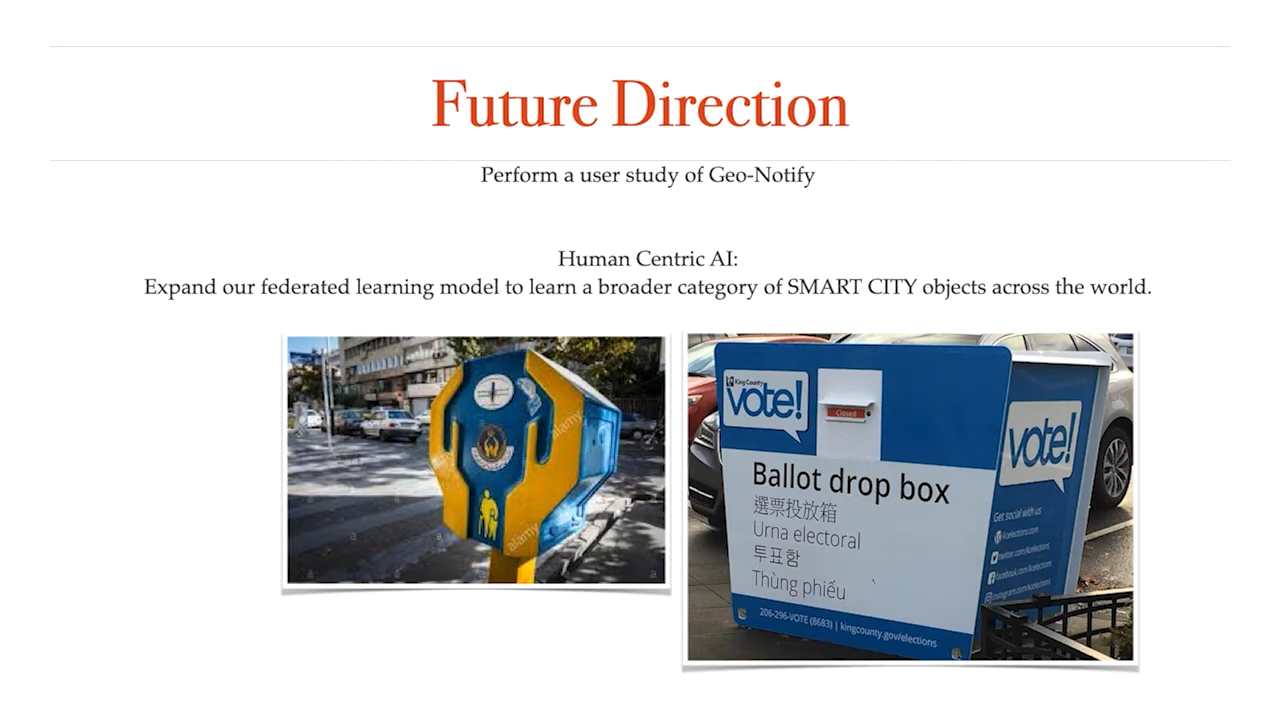 Future Direction
Perform a user study of Geo-Notify
Human Centric AI:
Expand our federated learning model to learn a broader category of SMART CITY objects across the world.
alamy
alamy
King County
vote!
Closed
Ballot drop box
選票投放箱
Urna electoral
투표함
Thùng phiếu
206-296-VOTE (8683) | kingcounty.gov/elections
vote!
Get social with us
kcelections.com
twitter.com/kcelections
facebook.com/kcelections
instagram.com/kcelections